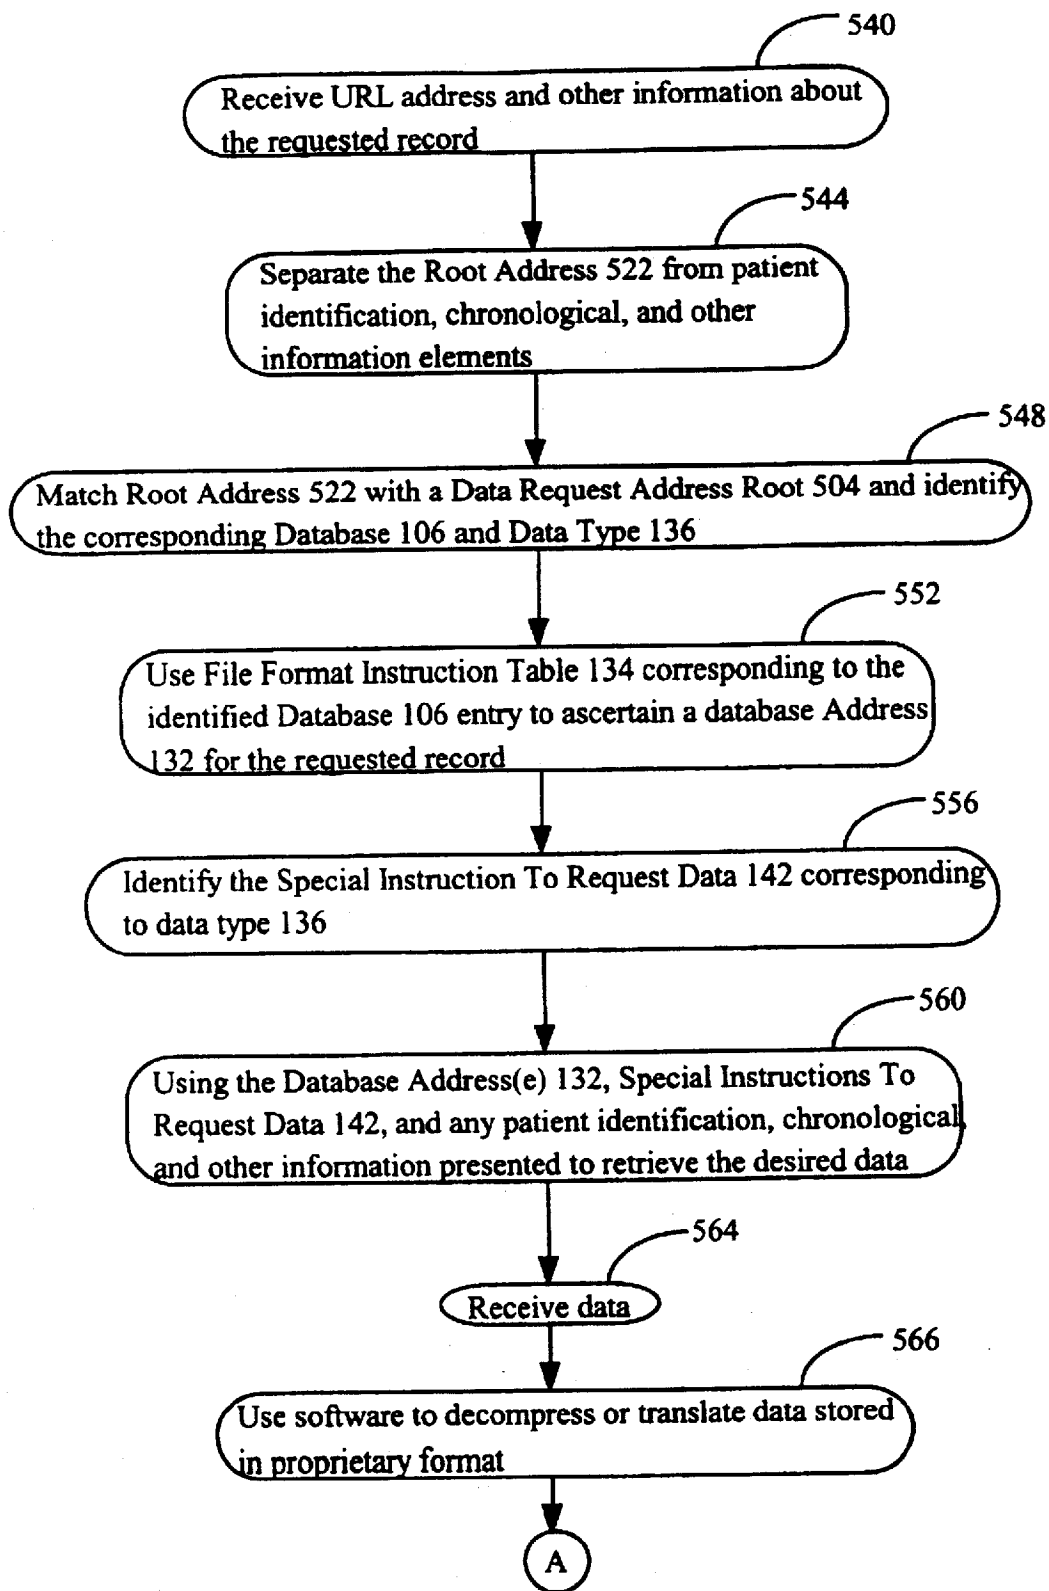 540
Receive URL address and other information about
the requested record
544
Separate the Root Address 522 from patient
identification, chronological, and other
information elements
548
Match Root Address 522 with a Data Request Address Root 504 and identify
the corresponding Database 106 and Data Type 136
552
Use File Format Instruction Table 134 corresponding to the
identified Database 106 entry to ascertain a database Address
132 for the requested record
556
Identify the Special Instruction To Request Data 142 corresponding
to data type 136
560
Using the Database Address(e) 132, Special Instructions To
Request Data 142, and any patient identification, chronological,
and other information presented to retrieve the desired data
564
Receive data
566
Use software to decompress or translate data stored
in proprietary format
A